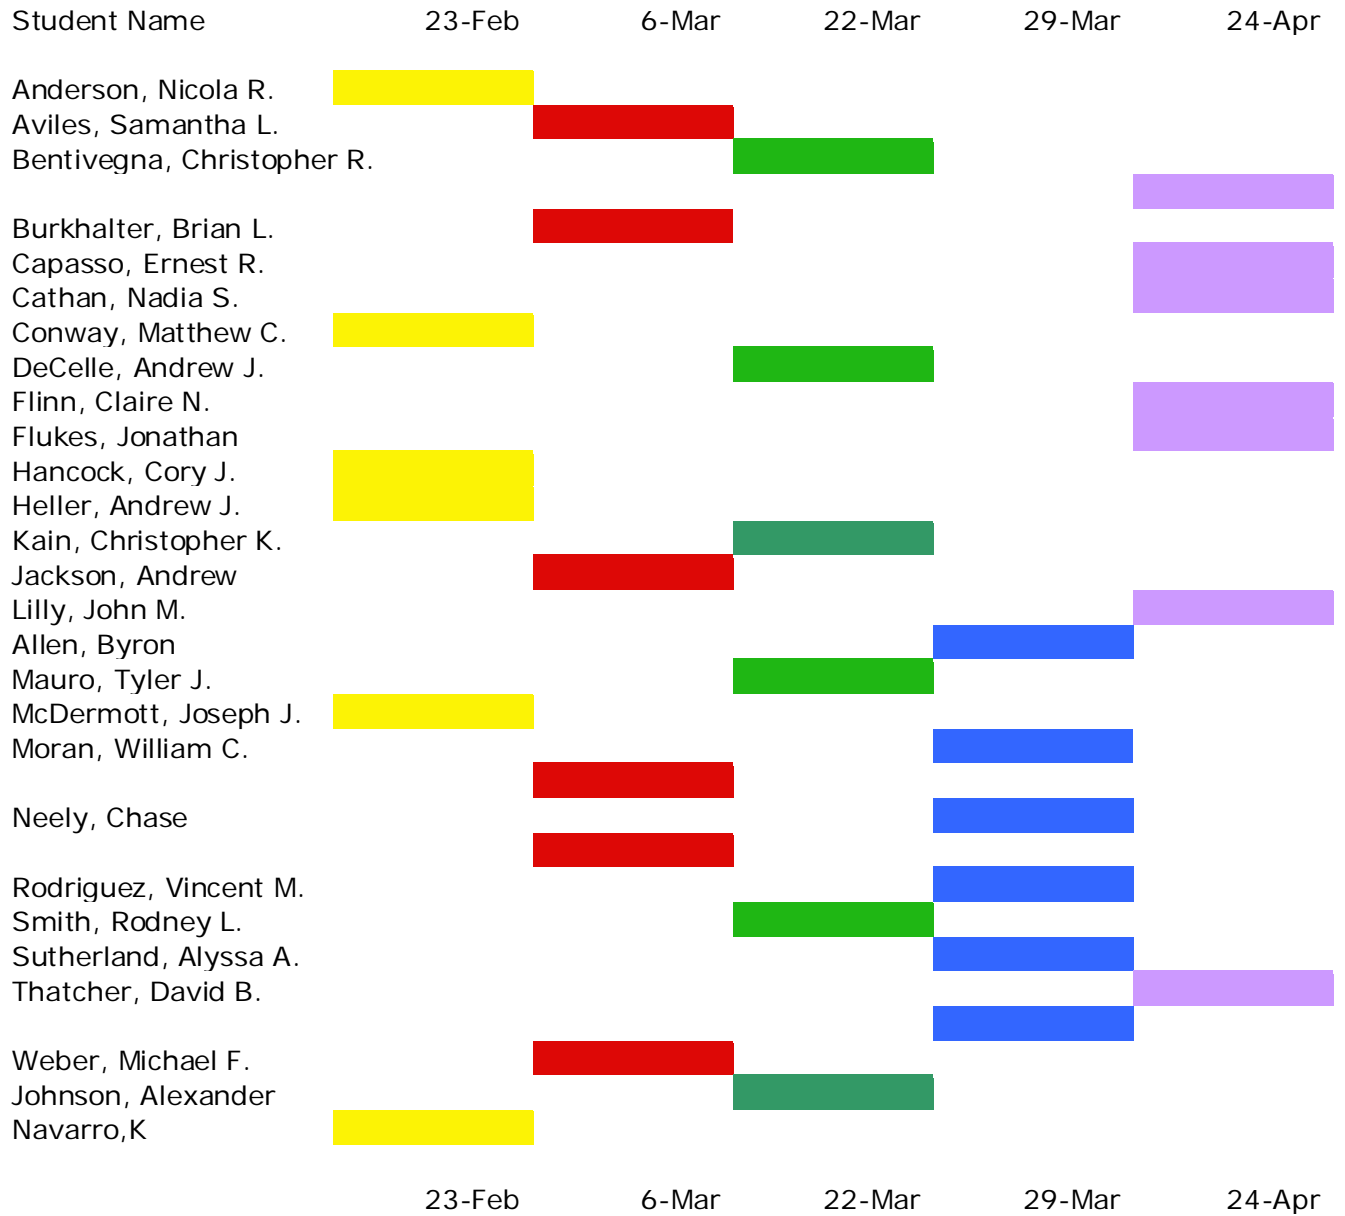 Student Name 23-Feb 6-Mar 22-Mar 29-Mar 24-Apr
Anderson, Nicola R.
Aviles, Samantha L.
Bentivegna, Christopher R.
Burkhalter, Brian L.
Capasso, Ernest R.
Cathan, Nadia S.
Conway, Matthew C.
DeCelle, Andrew J.
Flinn, Claire N.
Flukes, Jonathan
Hancock, Cory J.
Heller, Andrew J.
Kain, Christopher K.
Jackson, Andrew
Lilly, John M.
Allen, Byron
Mauro, Tyler J.
McDermott, Joseph J.
Moran, William C.
Neely, Chase
Rodriguez, Vincent M.
Smith, Rodney L.
Sutherland, Alyssa A.
Thatcher, David B.
Weber, Michael F.
Johnson, Alexander
Navarro,K
23-Feb 6-Mar 22-Mar 29-Mar 24-Apr